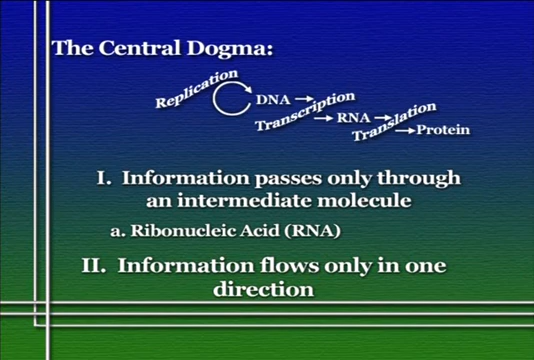 The Central Dogma:
Replication
DNA → Transcription
→ RNA → Translation
→ Protein
I. Information passes only through
an intermediate molecule
a. Ribonucleic Acid (RNA)
II. Information flows only in one
direction